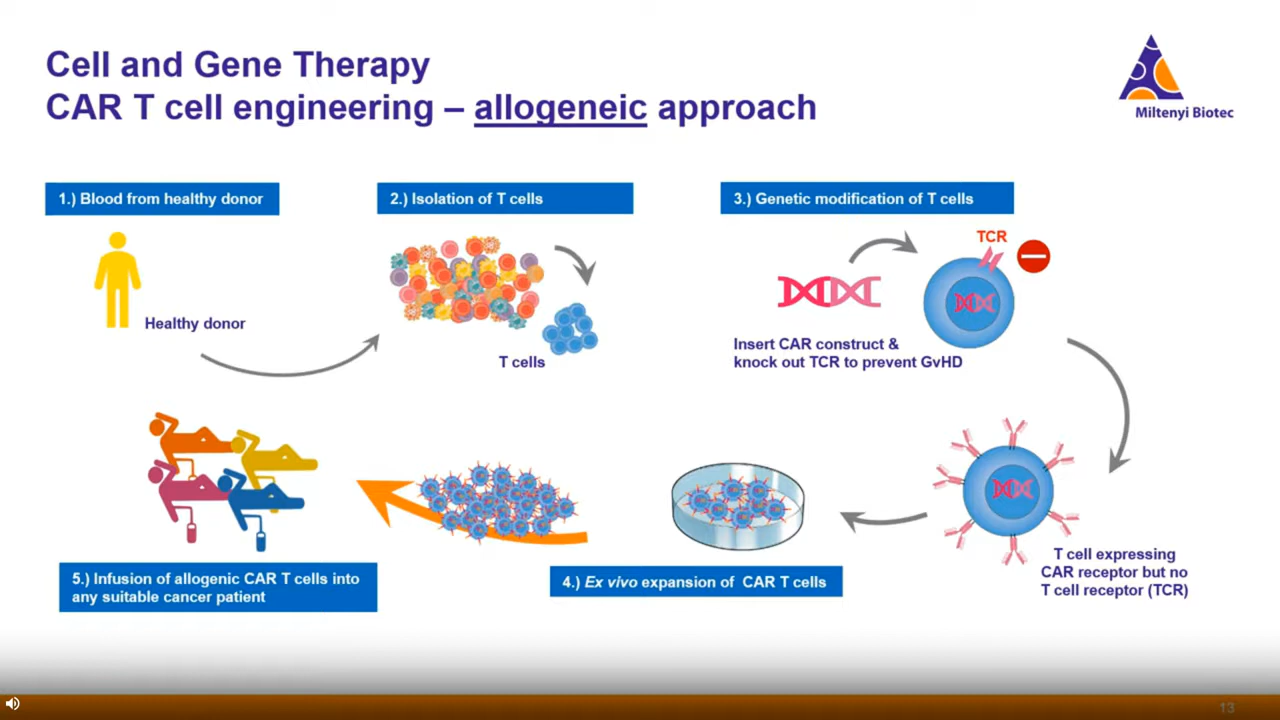 Cell and Gene Therapy
CAR T cell engineering – allogeneic approach
Miltenyi Biotec
1.) Blood from healthy donor
2.) Isolation of T cells
3.) Genetic modification of T cells
TCR
Healthy donor
T cells
Insert CAR construct &
knock out TCR to prevent GvHD
T cell expressing
CAR receptor but no
T cell receptor (TCR)
4.) Ex vivo expansion of CAR T cells
5.) Infusion of allogenic CAR T cells into
any suitable cancer patient
13